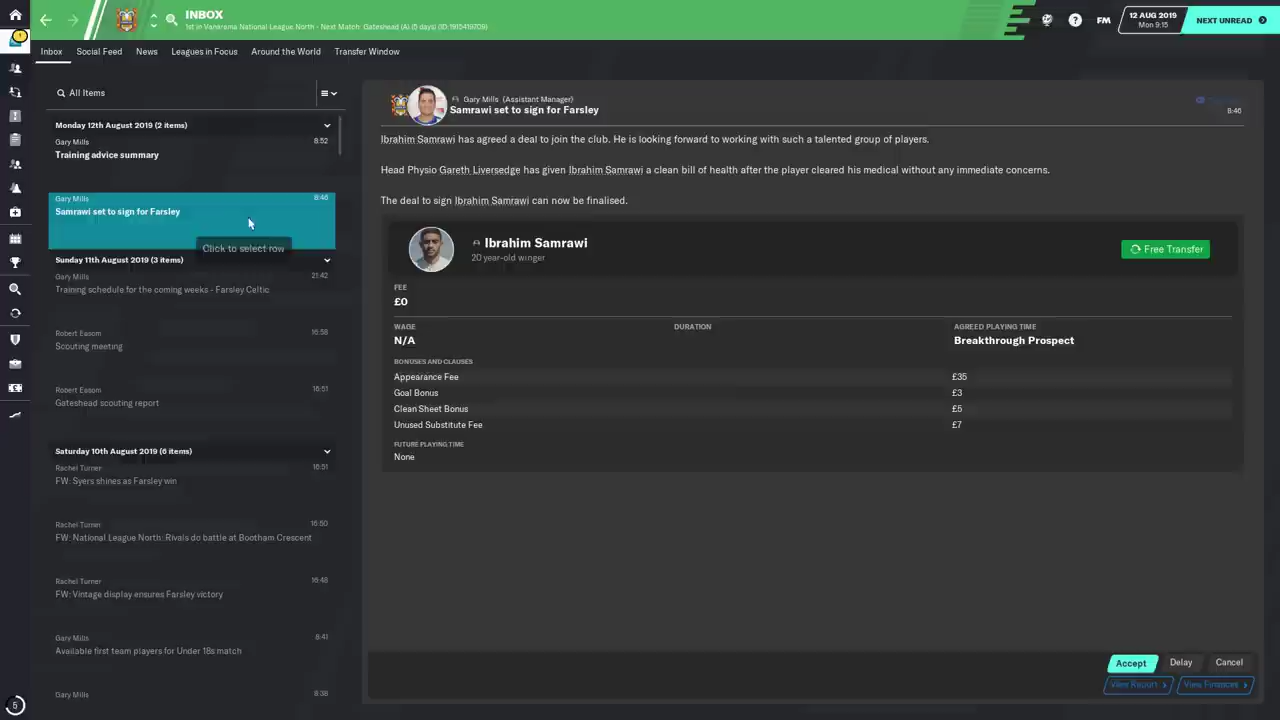 INBOX
1st in Vanarama National League North - Next Match: Gateshead (A) (5 days) (ID:1915419709)
FM
12 AUG 2019
Mon 9:15
NEXT UNREAD
1
Inbox Social Feed News Leagues in Focus Around the World Transfer Window
All Items
Monday 12th August 2019 (2 items)
Gary Mills 8:52
Training advice summary
Gary Mills 8:46
Samrawi set to sign for Farsley
Click to select row
Sunday 11th August 2019 (3 items)
Gary Mills 21:42
Training schedule for the coming weeks - Farsley Celtic
Robert Easom 16:58
Scouting meeting
Robert Easom 16:51
Gateshead scouting report
Saturday 10th August 2019 (6 items)
Rachel Turner 16:51
FW: Syers shines as Farsley win
Rachel Turner 16:50
FW: National League North: Rivals do battle at Bootham Crescent
Rachel Turner 16:48
FW: Vintage display ensures Farsley victory
Gary Mills 8:41
Available first team players for Under 18s match
Gary Mills 8:38
5
Gary Mills (Assistant Manager)
Samrawi set to sign for Farsley
8:46
Ibrahim Samrawi has agreed a deal to join the club. He is looking forward to working with such a talented group of players.
Head Physio Gareth Liversedge has given Ibrahim Samrawi a clean bill of health after the player cleared his medical without any immediate concerns.
The deal to sign Ibrahim Samrawi can now be finalised.
Ibrahim Samrawi
20 year-old winger
Free Transfer
FEE
£0
WAGE DURATION AGREED PLAYING TIME
N/A Breakthrough Prospect
BONUSES AND CLAUSES
Appearance Fee £35
Goal Bonus £3
Clean Sheet Bonus £5
Unused Substitute Fee £7
FUTURE PLAYING TIME
None
Accept Delay Cancel
View Report View Finances